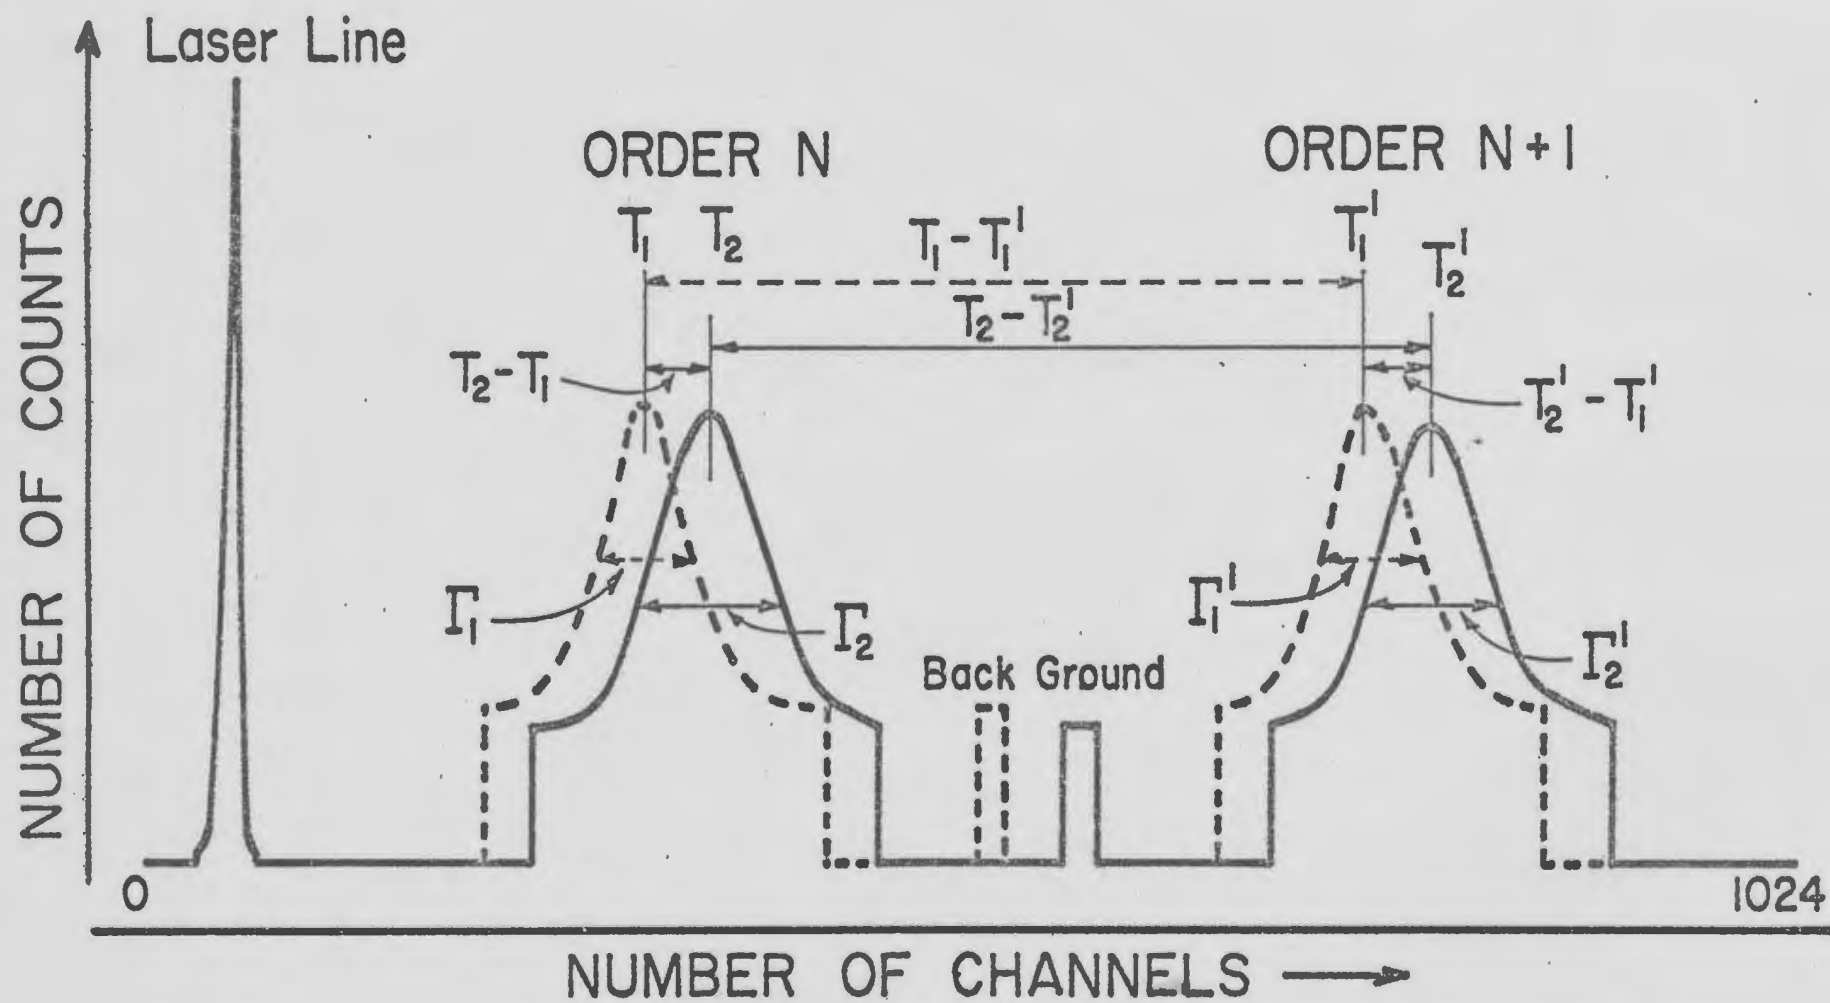 Laser Line
ORDER N
ORDER N+1
T₁
T₂
T₁-T₁'
T₁'
T₂'
T₂-T₂'
T₂-T₁
T₂'-T₁'
Γ₁
Γ₂
Γ₁'
Γ₂'
Back Ground
0
1024
NUMBER OF COUNTS
NUMBER OF CHANNELS